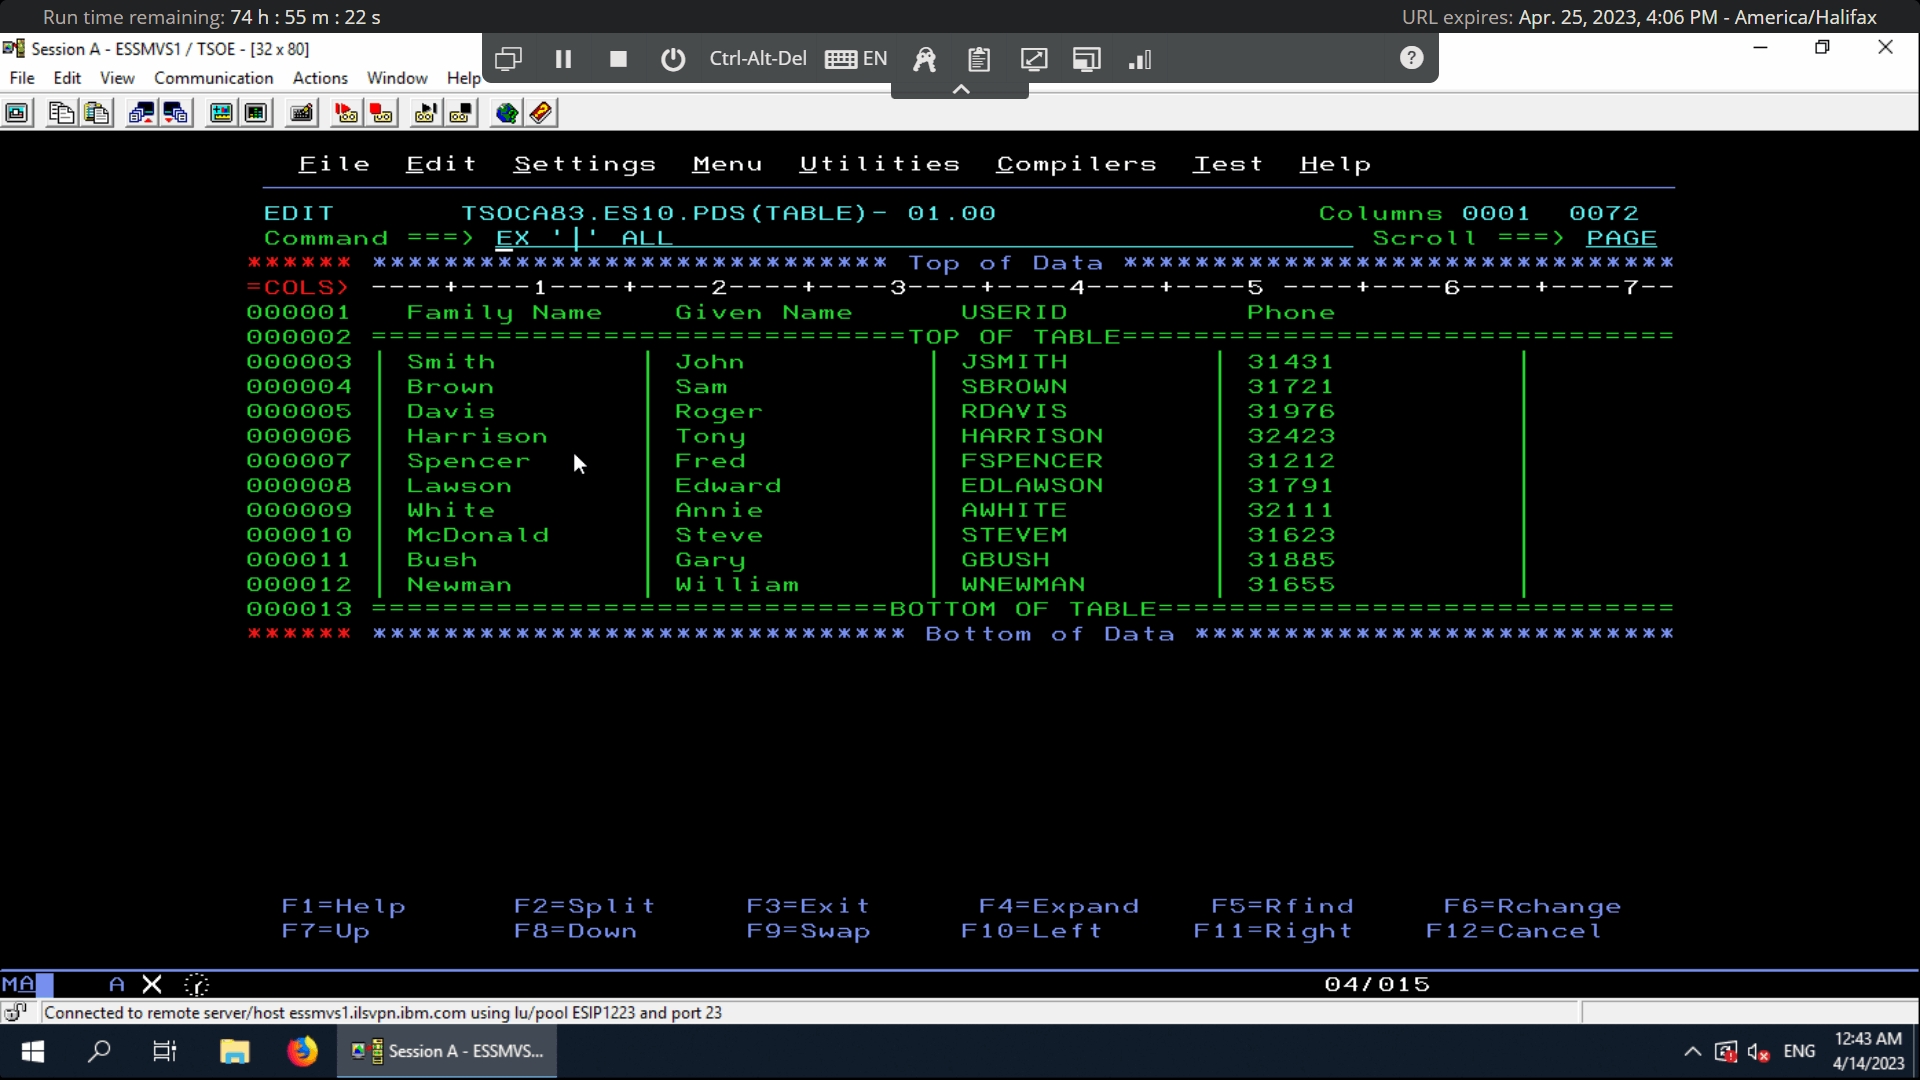 Run time remaining: 74 h : 55 m : 22 s URL expires: Apr. 25, 2023, 4:06 PM - America/Halifax
Session A - ESSMVS1 / TSOE - [32 x 80]
Ctrl-Alt-Del EN
File Edit View Communication Actions Window Help
File Edit Settings Menu Utilities Compilers Test Help
EDIT TSOCA83.ES10.PDS(TABLE)- 01.00 Columns 0001 0072
Command ===> EX '|' ALL Scroll ===> PAGE
****** ***************************** Top of Data *******************************
=COLS> ----+----1----+----2----+----3----+----4----+----5 ----+----6----+----7--
000001 Family Name Given Name USERID Phone
000002 ==============================TOP OF TABLE===============================
000003 | Smith | John | JSMITH | 31431 |
000004 | Brown | Sam | SBROWN | 31721 |
000005 | Davis | Roger | RDAVIS | 31976 |
000006 | Harrison | Tony | HARRISON | 32423 |
000007 | Spencer | Fred | FSPENCER | 31212 |
000008 | Lawson | Edward | EDLAWSON | 31791 |
000009 | White | Annie | AWHITE | 32111 |
000010 | McDonald | Steve | STEVEM | 31623 |
000011 | Bush | Gary | GBUSH | 31885 |
000012 | Newman | William | WNEWMAN | 31655 |
000013 =============================BOTTOM OF TABLE=============================
****** ****************************** Bottom of Data ***************************
F1=Help F2=Split F3=Exit F4=Expand F5=Rfind F6=Rchange
F7=Up F8=Down F9=Swap F10=Left F11=Right F12=Cancel
MA A X 04/015
Connected to remote server/host essmvs1.ilsvpn.ibm.com using lu/pool ESIP1223 and port 23
Session A - ESSMVS... ENG 12:43 AM
4/14/2023